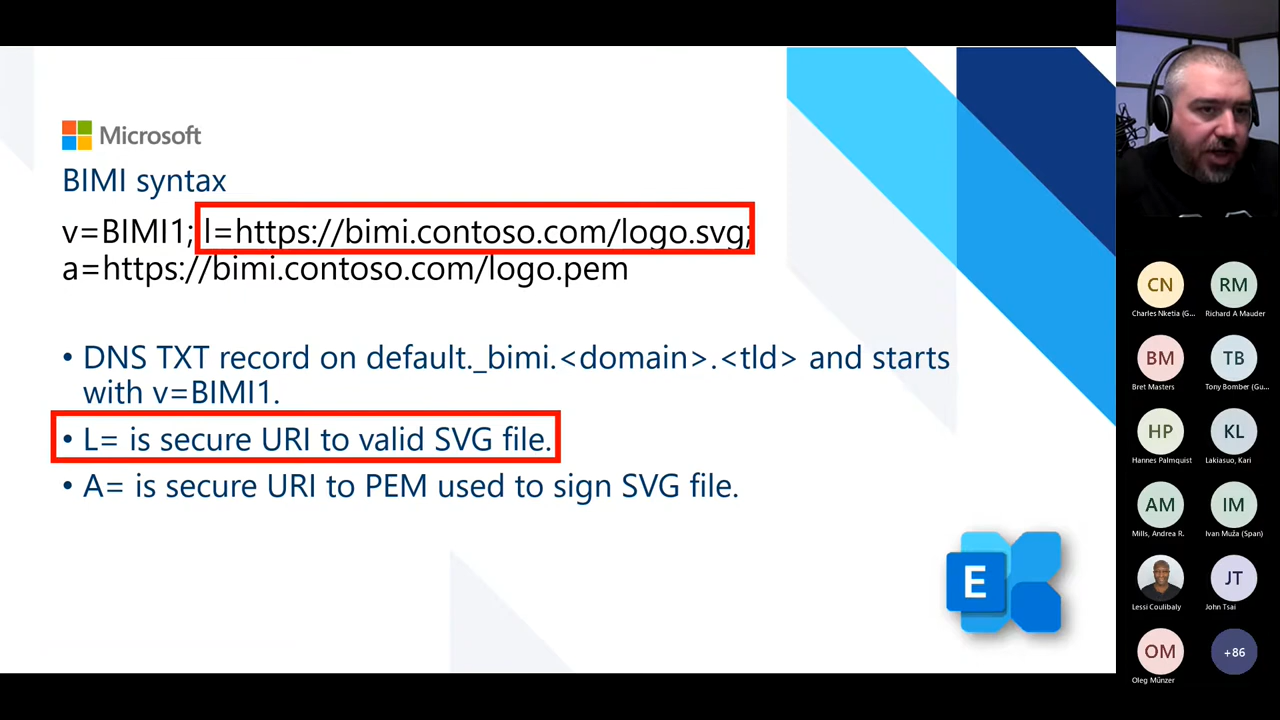 Microsoft
BIMI syntax
v=BIMI1; l=https://bimi.contoso.com/logo.svg;
a=https://bimi.contoso.com/logo.pem
• DNS TXT record on default._bimi.<domain>.<tld> and starts
with v=BIMI1.
• L= is secure URI to valid SVG file.
• A= is secure URI to PEM used to sign SVG file.
E
CN
RM
Charles Nketia (G...
Richard A Mauder
BM
TB
Bret Masters
Tony Bomber (Gu...
HP
KL
Hannes Palmquist
Lakiasuo, Kari
AM
IM
Mills, Andrea R.
Ivan Muža (Span)
JT
Lessi Coulibaly
John Tsai
OM
+86
Oleg Münzer